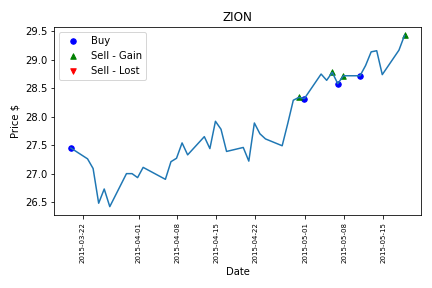 ZION
Buy
Sell - Gain
Sell - Lost
29.5
29.0
28.5
28.0
27.5
27.0
26.5
Price $
2015-03-22
2015-04-01
2015-04-08
2015-04-15
2015-04-22
2015-05-01
2015-05-08
2015-05-15
Date